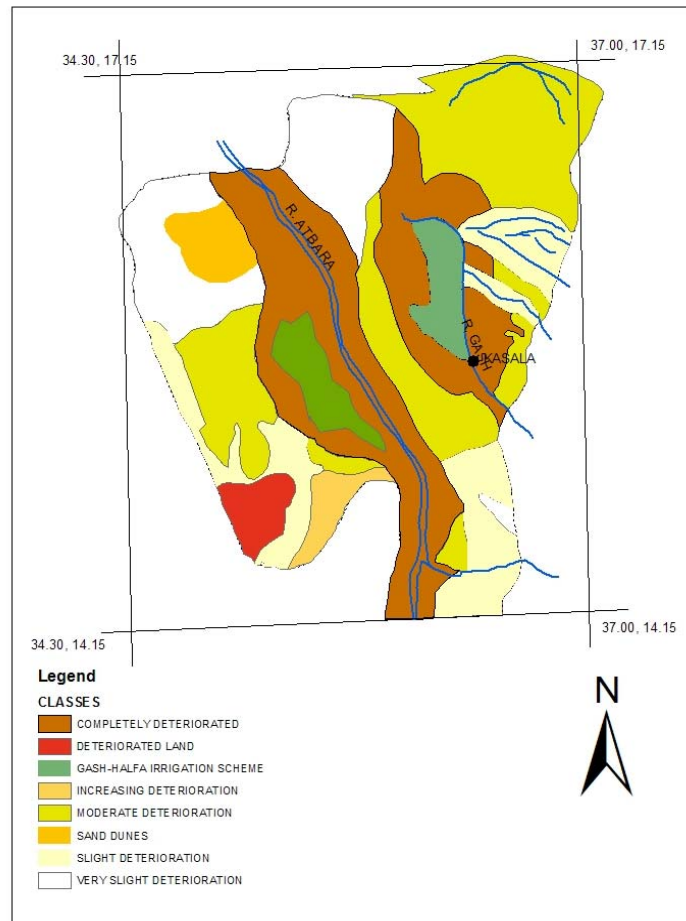 34.30, 17.15
37.00, 17.15
R. ATBARA
R. GASH
KASALA
34.30, 14.15
37.00, 14.15
Legend
CLASSES
COMPLETELY DETERIORATED
DETERIORATED LAND
GASH-HALFA IRRIGATION SCHEME
INCREASING DETERIORATION
MODERATE DETERIORATION
SAND DUNES
SLIGHT DETERIORATION
VERY SLIGHT DETERIORATION
N